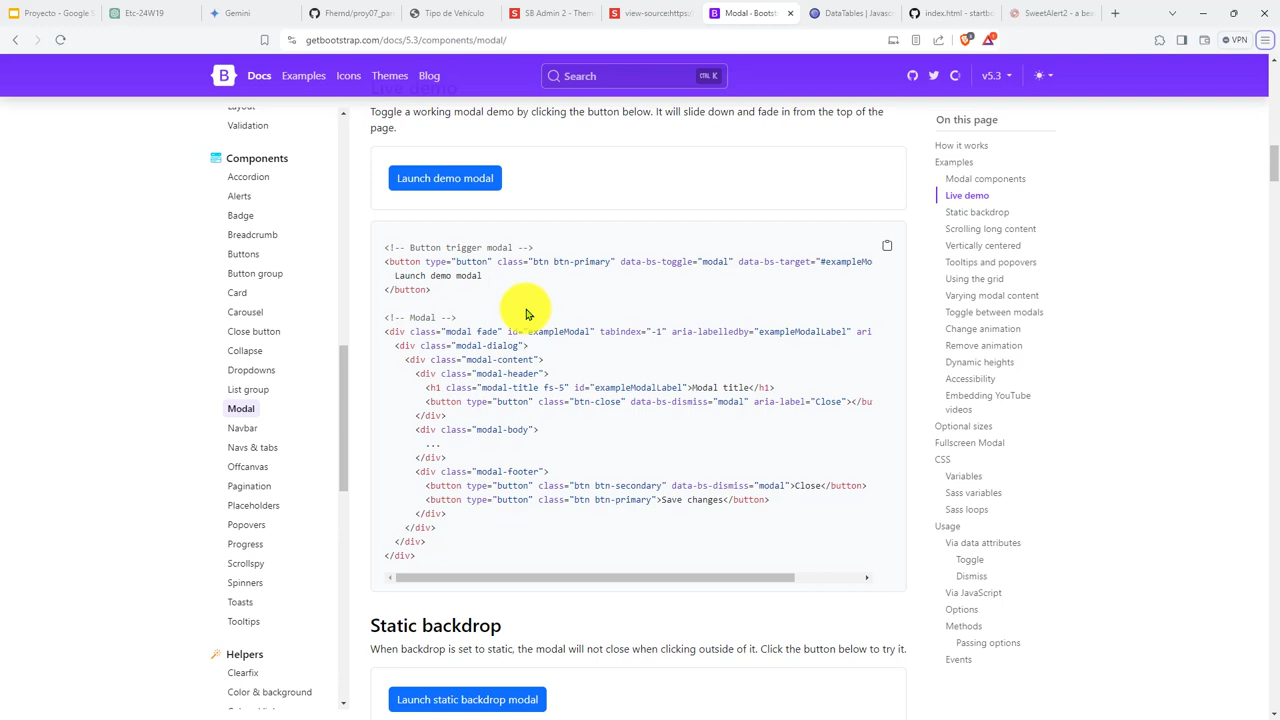 Proyecto - Google S
Etc-24W19
Gemini
Fhernd/proy07_par
Tipo de Vehículo
SB Admin 2 - Theme
view-source:https:/
Modal · Bootst
DataTables | Javasc
index.html - startbo
SweetAlert2 - a bea
getbootstrap.com/docs/5.3/components/modal/
VPN
Docs
Examples
Icons
Themes
Blog
Search
CTRL K
v5.3
Layout
Validation
Components
Accordion
Alerts
Badge
Breadcrumb
Buttons
Button group
Card
Carousel
Close button
Collapse
Dropdowns
List group
Modal
Navbar
Navs & tabs
Offcanvas
Pagination
Placeholders
Popovers
Progress
Scrollspy
Spinners
Toasts
Tooltips
Helpers
Clearfix
Color & background
Live demo
Toggle a working modal demo by clicking the button below. It will slide down and fade in from the top of the
page.
Launch demo modal
<!-- Button trigger modal -->
<button type="button" class="btn btn-primary" data-bs-toggle="modal" data-bs-target="#exampleMo
Launch demo modal
</button>
<!-- Modal -->
<div class="modal fade" id="exampleModal" tabindex="-1" aria-labelledby="exampleModalLabel" ari
<div class="modal-dialog">
<div class="modal-content">
<div class="modal-header">
<h1 class="modal-title fs-5" id="exampleModalLabel">Modal title</h1>
<button type="button" class="btn-close" data-bs-dismiss="modal" aria-label="Close"></bu
</div>
<div class="modal-body">
...
</div>
<div class="modal-footer">
<button type="button" class="btn btn-secondary" data-bs-dismiss="modal">Close</button>
<button type="button" class="btn btn-primary">Save changes</button>
</div>
</div>
</div>
</div>
Static backdrop
When backdrop is set to static, the modal will not close when clicking outside of it. Click the button below to try it.
Launch static backdrop modal
On this page
How it works
Examples
Modal components
Live demo
Static backdrop
Scrolling long content
Vertically centered
Tooltips and popovers
Using the grid
Varying modal content
Toggle between modals
Change animation
Remove animation
Dynamic heights
Accessibility
Embedding YouTube
videos
Optional sizes
Fullscreen Modal
CSS
Variables
Sass variables
Sass loops
Usage
Via data attributes
Toggle
Dismiss
Via JavaScript
Options
Methods
Passing options
Events